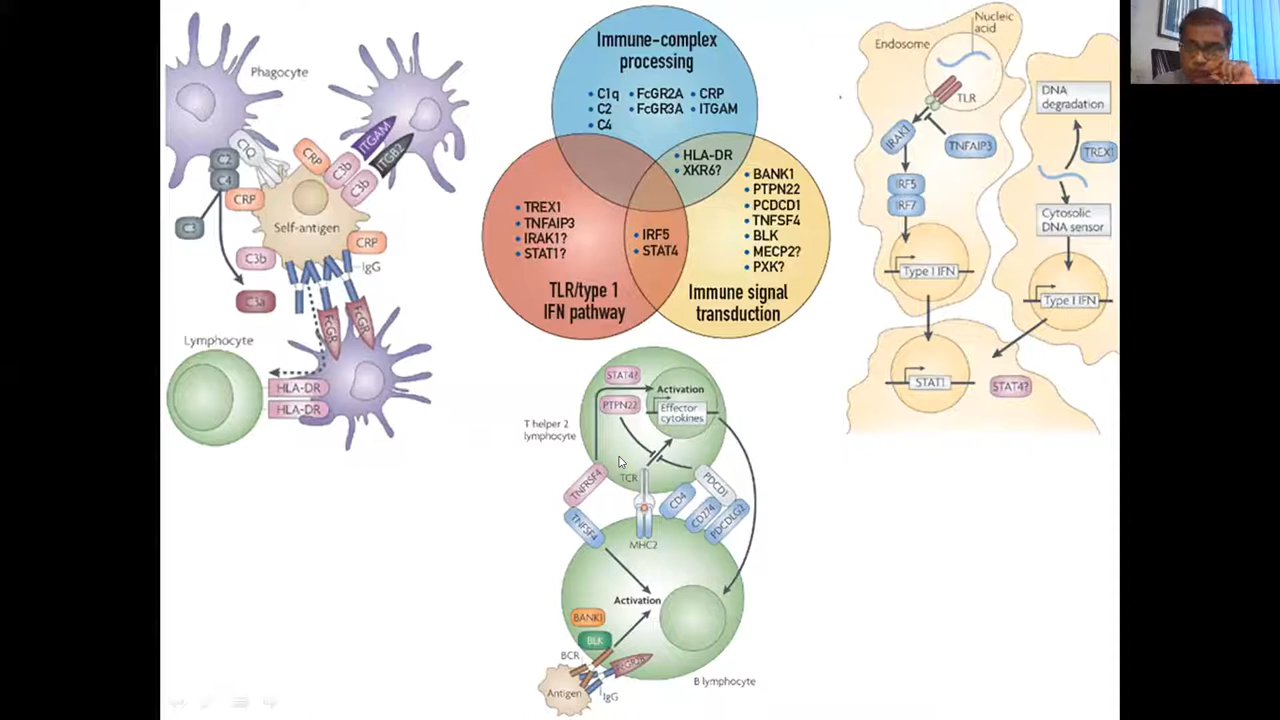 Phagocyte
C2
C4
C1Q
CRP
C3
CRP
C3b
C3b
ITGAM
ITGB2
Self-antigen
C3b
C3a
CRP
IgG
FcGR
FcGR
Lymphocyte
HLA-DR
HLA-DR
Immune-complex
processing
• C1q • FcGR2A • CRP
• C2 • FcGR3A • ITGAM
• C4
• HLA-DR
• XKR6?
• TREX1
• TNFAIP3
• IRAK1?
• STAT1?
• IRF5
• STAT4
• BANK1
• PTPN22
• PCDCD1
• TNFSF4
• BLK
• MECP2?
• PXK?
TLR/type 1
IFN pathway
Immune signal
transduction
T helper 2
lymphocyte
STAT4?
PTPN22
Activation
Effector
cytokines
TNFRSF4
TNFSF4
TCR
MHC2
CD4
PDCD1
CD274
PDCDLG2
Activation
BANK1
BLK
BCR
Antigen
IgG
B lymphocyte
Endosome
Nucleic
acid
TLR
IRAK1
TNFAIP3
IRF5
IRF7
Type I IFN
STAT1
STAT4?
DNA
degradation
TREX1
Cytosolic
DNA sensor
Type I IFN